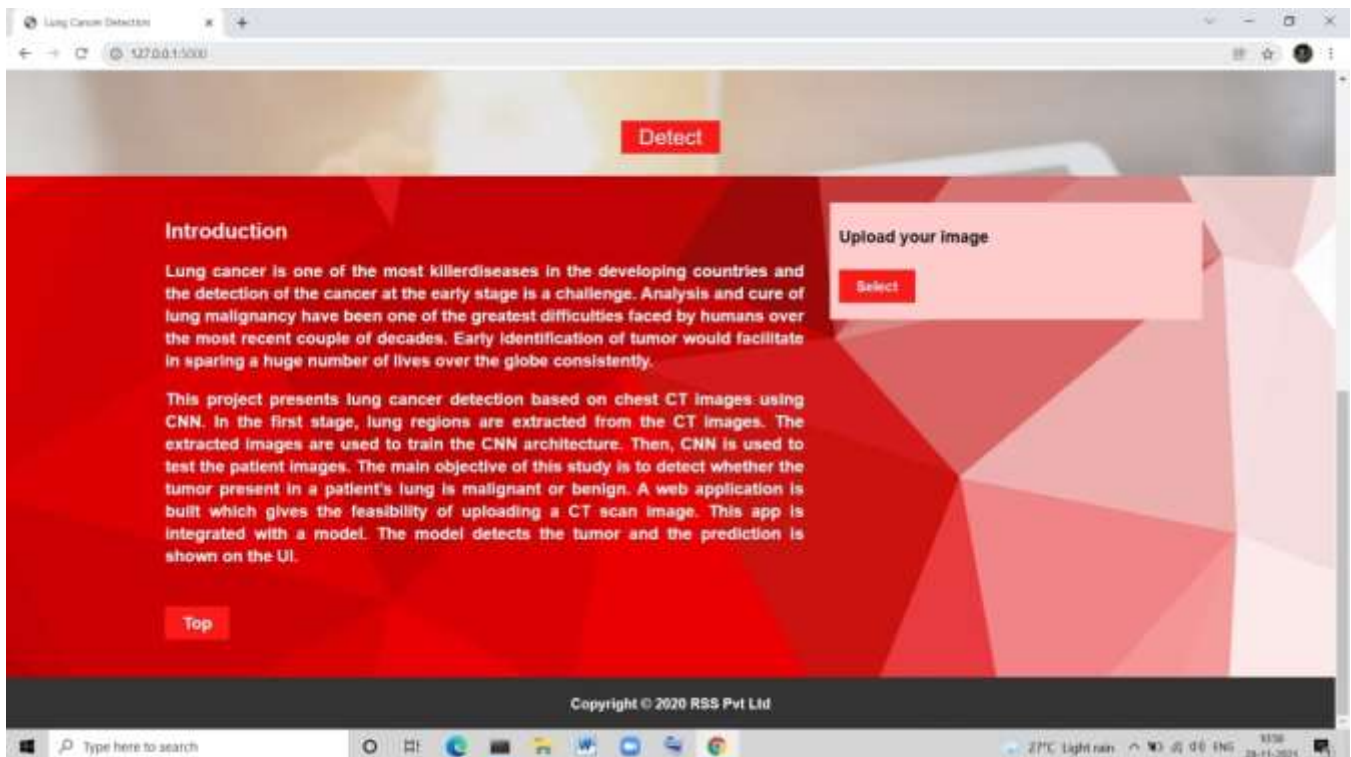 Lung Cancer Detection
127.0.0.1:5000
Detect
Introduction
Lung cancer is one of the most killerdiseases in the developing countries and
the detection of the cancer at the early stage is a challenge. Analysis and cure of
lung malignancy have been one of the greatest difficulties faced by humans over
the most recent couple of decades. Early identification of tumor would facilitate
in sparing a huge number of lives over the globe consistently.
This project presents lung cancer detection based on chest CT images using
CNN. In the first stage, lung regions are extracted from the CT images. The
extracted images are used to train the CNN architecture. Then, CNN is used to
test the patient images. The main objective of this study is to detect whether the
tumor present in a patient's lung is malignant or benign. A web application is
built which gives the feasibility of uploading a CT scan image. This app is
integrated with a model. The model detects the tumor and the prediction is
shown on the UI.
Top
Upload your image
Select
Copyright © 2020 RSS Pvt Ltd
Type here to search
27°C Light rain
ENG